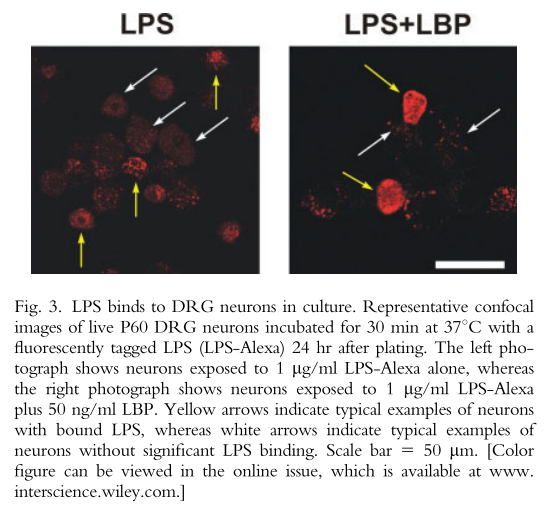 LPS
LPS+LBP
Fig. 3. LPS binds to DRG neurons in culture. Representative confocal
images of live P60 DRG neurons incubated for 30 min at 37°C with a
fluorescently tagged LPS (LPS-Alexa) 24 hr after plating. The left pho-
tograph shows neurons exposed to 1 μg/ml LPS-Alexa alone, whereas
the right photograph shows neurons exposed to 1 μg/ml LPS-Alexa
plus 50 ng/ml LBP. Yellow arrows indicate typical examples of neurons
with bound LPS, whereas white arrows indicate typical examples of
neurons without significant LPS binding. Scale bar = 50 μm. [Color
figure can be viewed in the online issue, which is available at www.
interscience.wiley.com.]